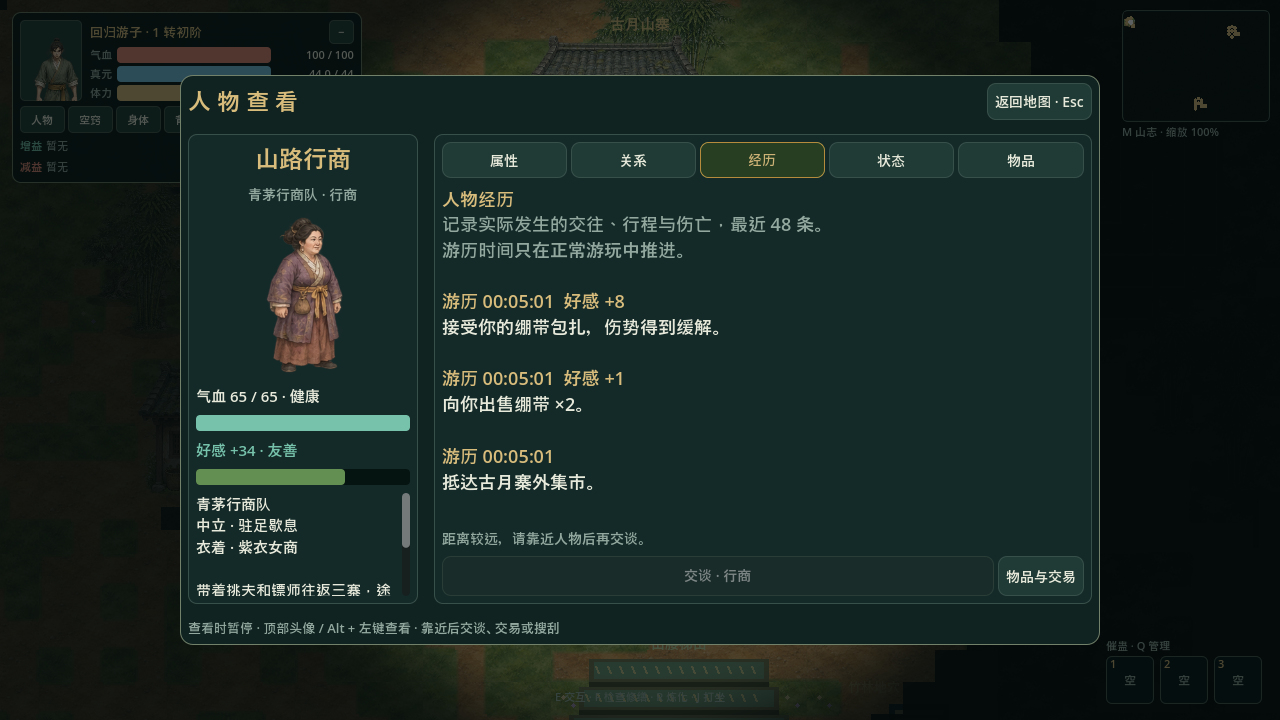 古月山寨
回归游子 · 1 转初阶
–
气血 100 / 100
真元 44.0 / 44
体力
人物 空窍 身体
增益 暂无
减益 暂无
M 山志 · 缩放 100%
人物查看
返回地图 · Esc
山路行商
青茅行商队 · 行商
气血 65 / 65 · 健康
好感 +34 · 友善
青茅行商队
中立 · 驻足歇息
衣着 · 紫衣女商
带着挑夫和镖师往返三寨 · 途
属性 关系 经历 状态 物品
人物经历
记录实际发生的交往、行程与伤亡 · 最近 48 条。
游历时间只在正常游玩中推进。
游历 00:05:01 好感 +8
接受你的绷带包扎，伤势得到缓解。
游历 00:05:01 好感 +1
向你出售绷带 ×2。
游历 00:05:01
抵达古月寨外集市。
距离较远，请靠近人物后再交谈。
交谈 · 行商
物品与交易
查看时暂停 · 顶部头像 / Alt + 左键查看 · 靠近后交谈、交易或搜刮
催蛊 · Q 管理
1 空
2 空
3 空